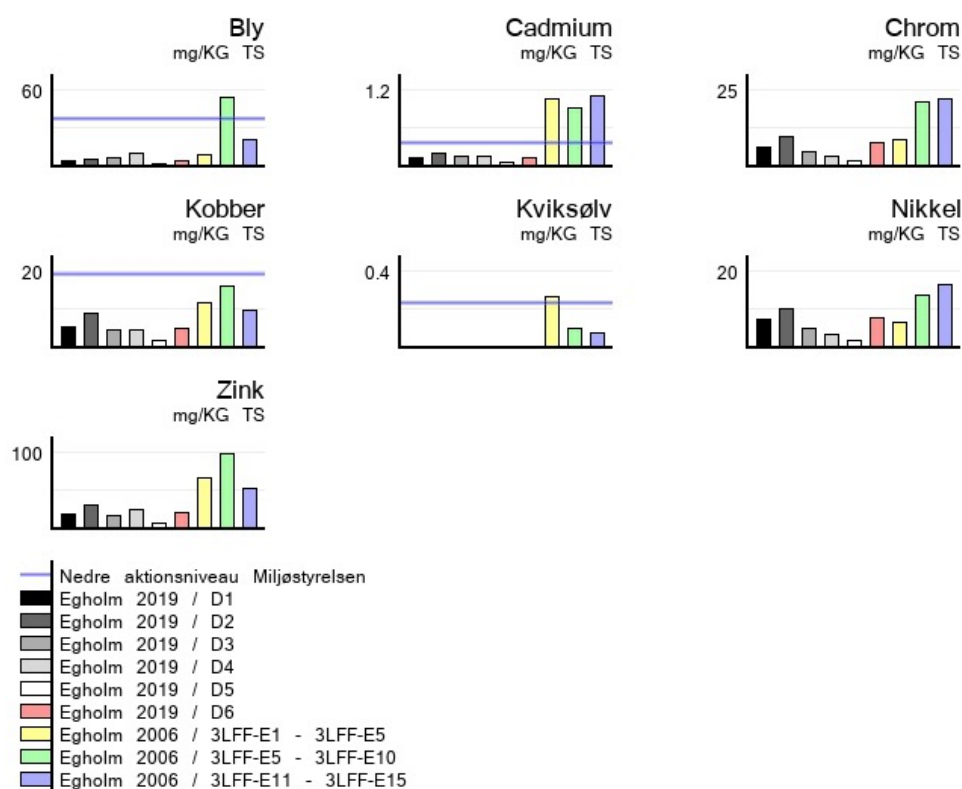 Bly
mg/KG TS
60
Cadmium
mg/KG TS
1.2
Chrom
mg/KG TS
25
Kobber
mg/KG TS
20
Kviksølv
mg/KG TS
0.4
Nikkel
mg/KG TS
20
Zink
mg/KG TS
100
Nedre aktionsniveau Miljøstyrelsen
Egholm 2019 / D1
Egholm 2019 / D2
Egholm 2019 / D3
Egholm 2019 / D4
Egholm 2019 / D5
Egholm 2019 / D6
Egholm 2006 / 3LFF-E1 - 3LFF-E5
Egholm 2006 / 3LFF-E5 - 3LFF-E10
Egholm 2006 / 3LFF-E11 - 3LFF-E15